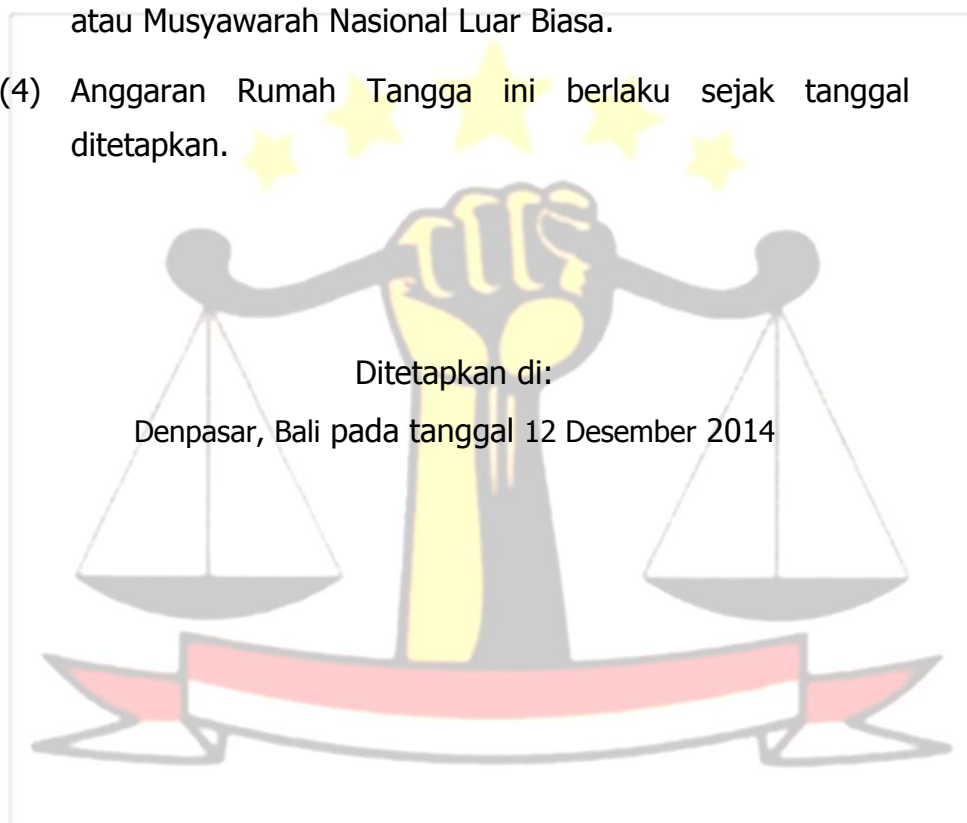 atau Musyawarah Nasional Luar Biasa.
(4) Anggaran Rumah Tangga ini berlaku sejak tanggal
ditetapkan.
Ditetapkan di:
Denpasar, Bali pada tanggal 12 Desember 2014